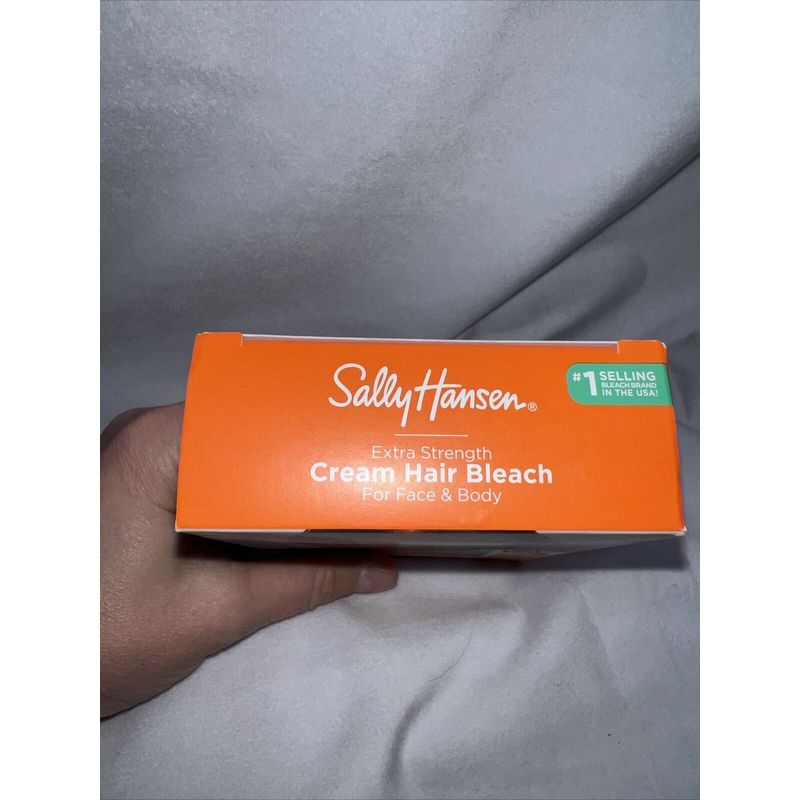 Sally Hansen®
Extra Strength
Cream Hair Bleach
For Face & Body
#1 SELLING
BLEACH BRAND
IN THE USA!